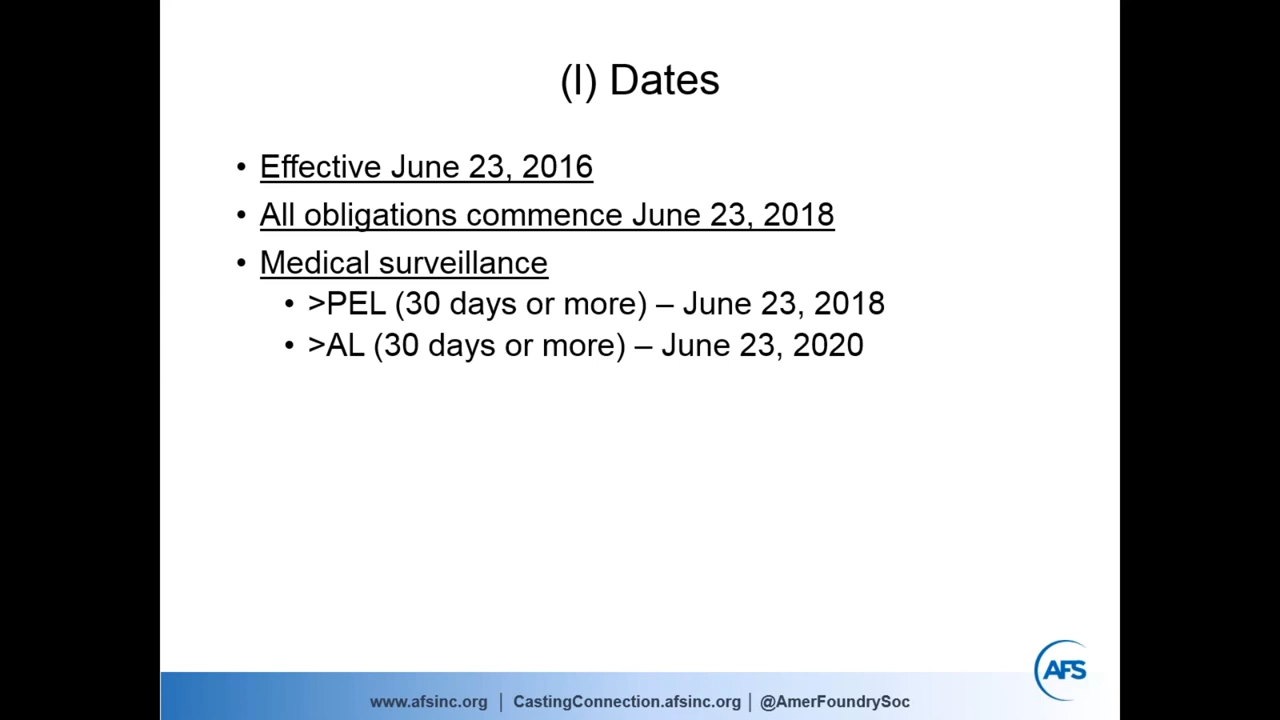 (I) Dates
• Effective June 23, 2016
• All obligations commence June 23, 2018
• Medical surveillance
• >PEL (30 days or more) – June 23, 2018
• >AL (30 days or more) – June 23, 2020
AFS
www.afsinc.org | CastingConnection.afsinc.org | @AmerFoundrySoc